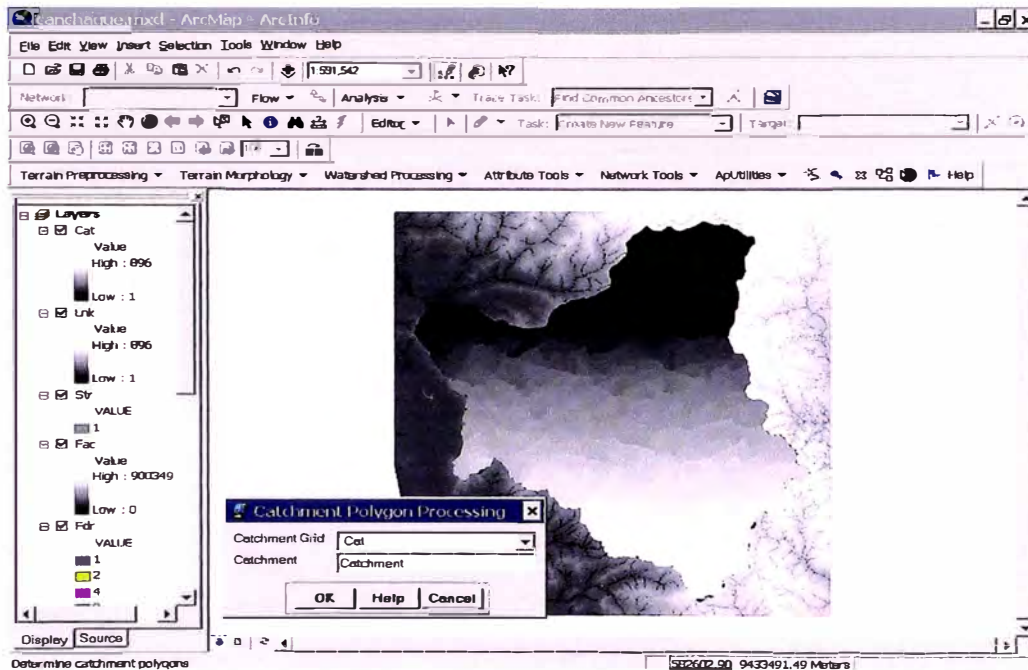 canchaque.mxd - ArcMap - ArcInfo
File Edit View Insert Selection Tools Window Help
1:591,542
Network: Flow Analysis Trace Task: Find Common Ancestors
Editor Task: Create New Feature Target:
Terrain Preprocessing Terrain Morphology Watershed Processing Attribute Tools Network Tools ApUtilities Help
Layers
Cat
Value
High : 896
Low : 1
Lnk
Value
High : 896
Low : 1
Str
VALUE
1
Fac
Value
High : 900349
Low : 0
Fdr
VALUE
1
2
4
Catchment Polygon Processing
Catchment Grid Cat
Catchment Catchment
OK Help Cancel
Display Source
Determine catchment polygons
582602.90 9433491.49 Meters